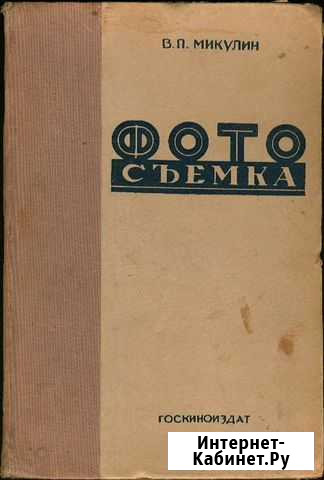 В.П. МИКУЛИН
ФОТО
СЪЕМКА
ГОСКИНОИЗДАТ
Интернет-
Кабинет.Ру